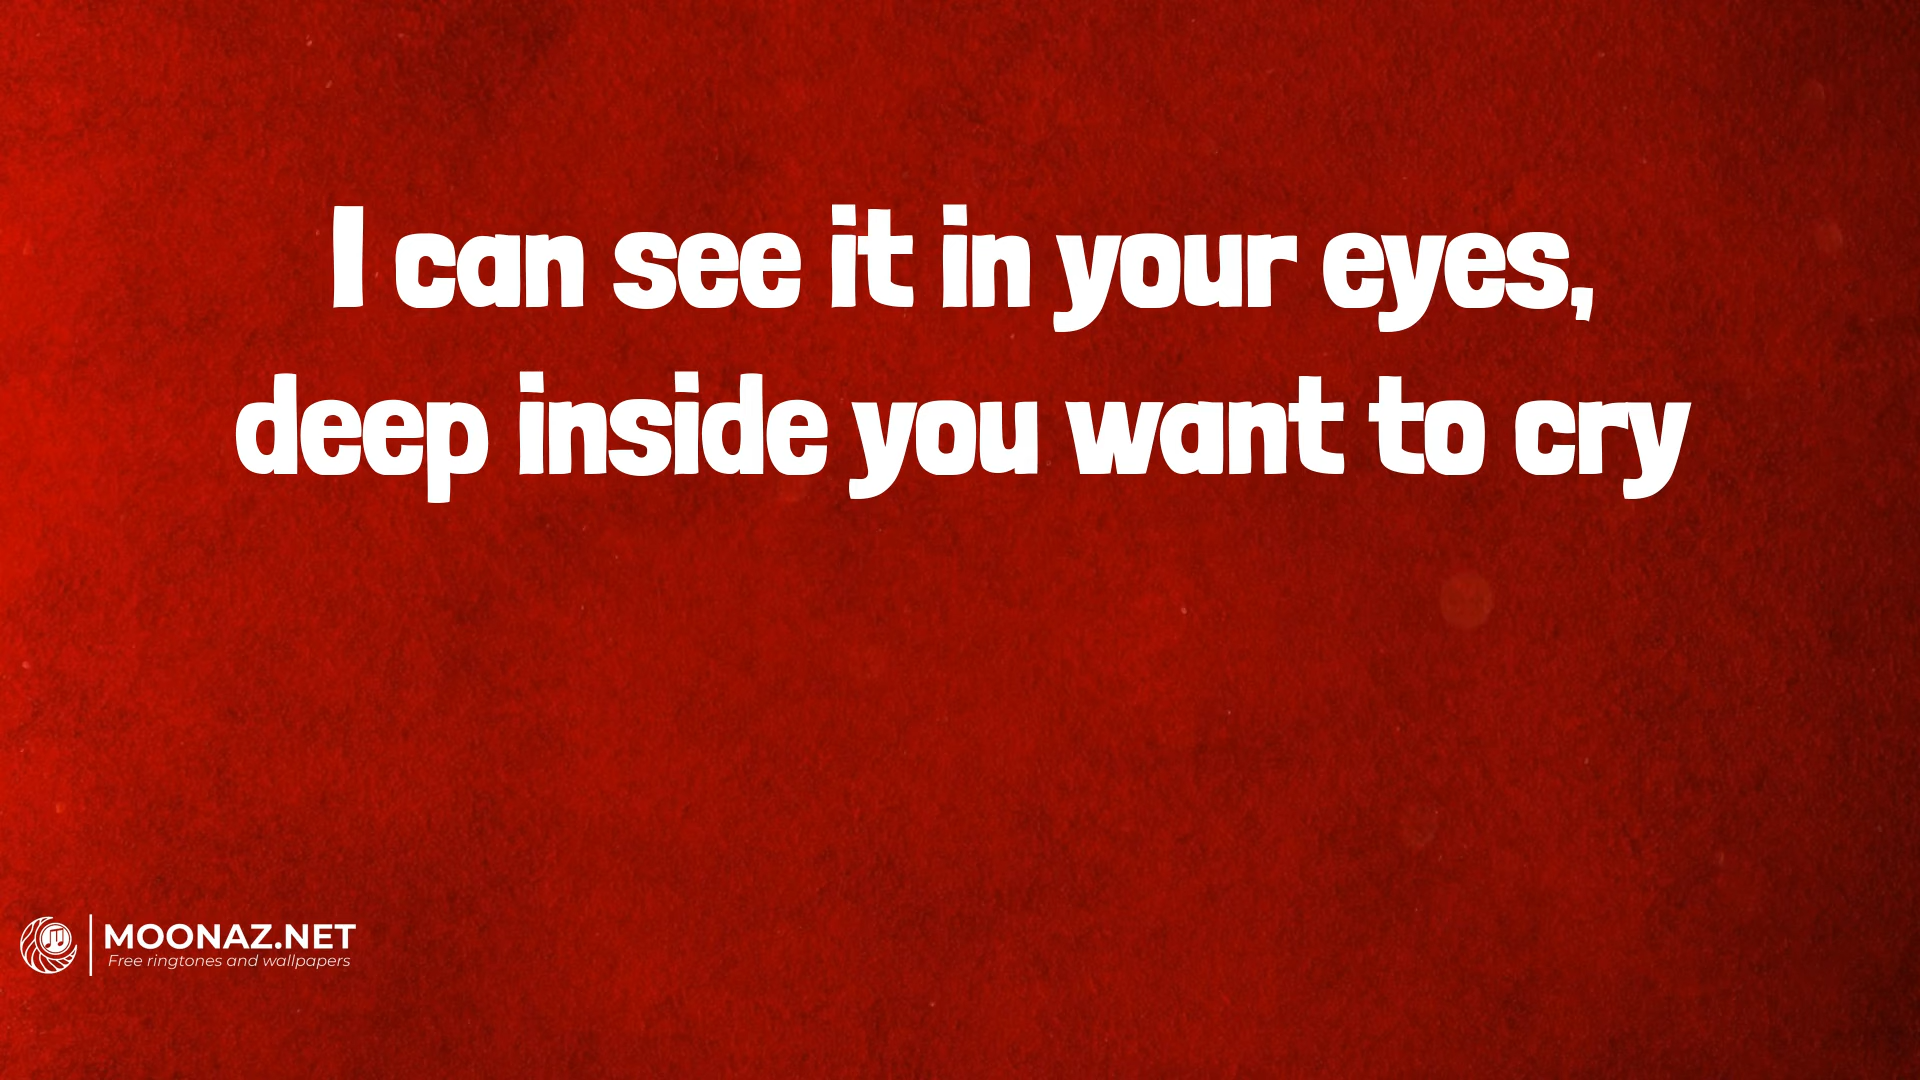 I can see it in your eyes,
deep inside you want to cry
MOONAZ.NET
Free ringtones and wallpapers